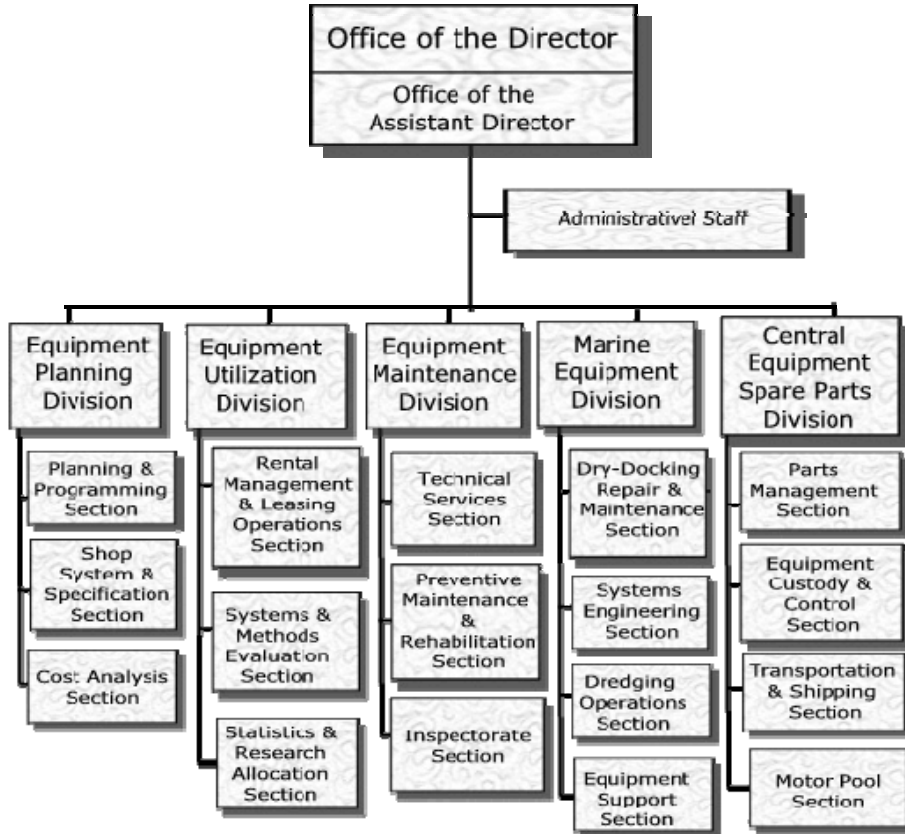 Office of the Director
Office of the
Assistant Director
Administrativel Staff
Equipment
Planning
Division
Planning &
Programming
Section
Shop
System &
Specification
Section
Cost Analysis
Section
Equipment
Utilization
Division
Rental
Management
& Leasing
Operations
Section
Systems &
Methods
Evaluation
Section
Statistics &
Research
Allocation
Section
Equipment
Maintenance
Division
Technical
Services
Section
Preventive
Maintenance
&
Rehabilitation
Section
Inspectorate
Section
Marine
Equipment
Division
Dry-Docking
Repair &
Maintenance
Section
Systems
Engineering
Section
Dredging
Operations
Section
Equipment
Support
Section
Central
Equipment
Spare Parts
Division
Parts
Management
Section
Equipment
Custody &
Control
Section
Transportation
& Shipping
Section
Motor Pool
Section